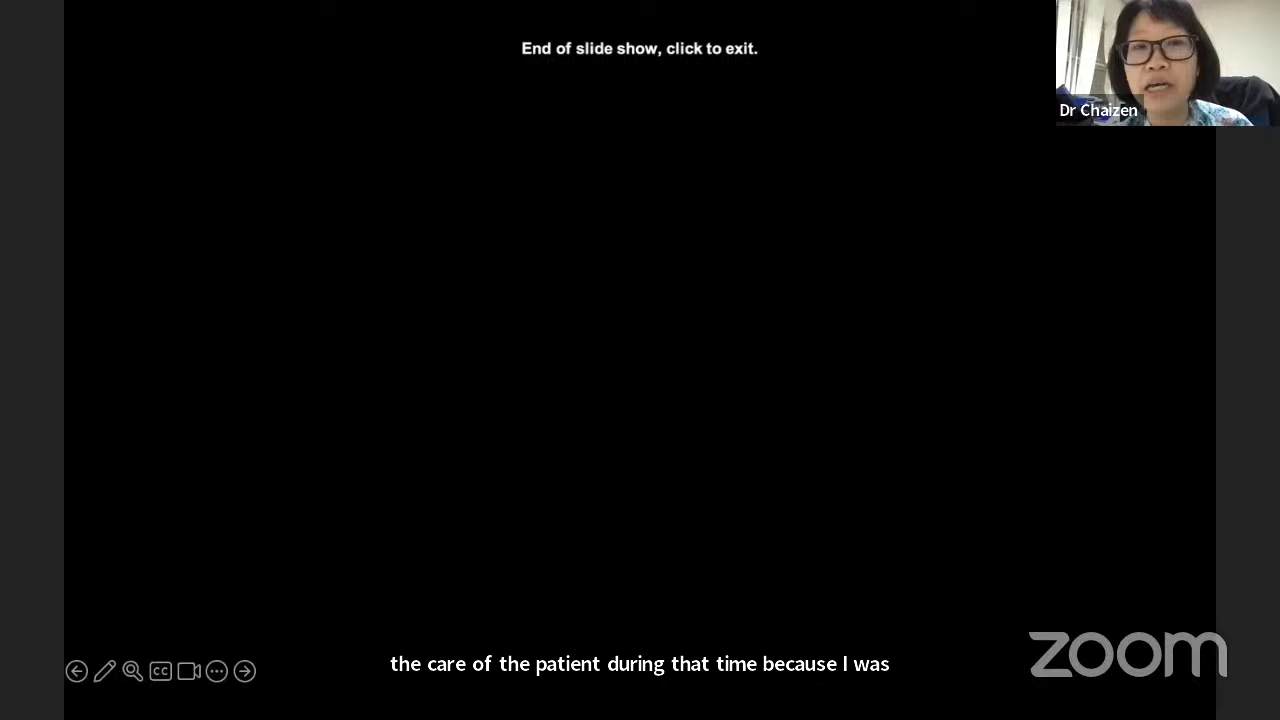 End of slide show, click to exit.
Dr Chaizen
the care of the patient during that time because I was
zoom